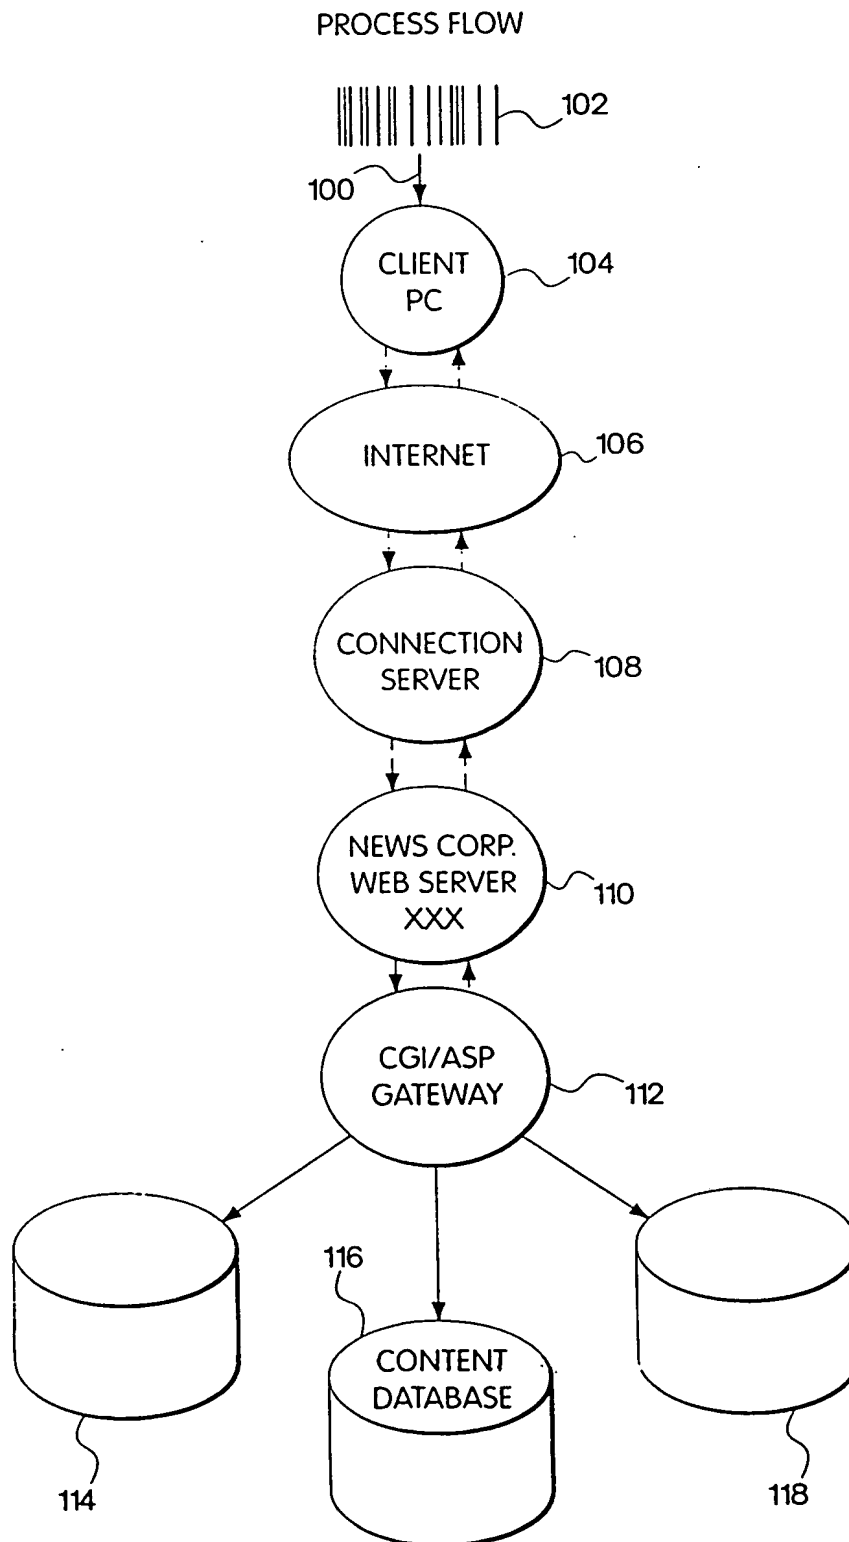 PROCESS FLOW
102
100
CLIENT
PC
104
INTERNET
106
CONNECTION
SERVER
108
NEWS CORP.
WEB SERVER
XXX
110
CGI/ASP
GATEWAY
112
116
CONTENT
DATABASE
114
118